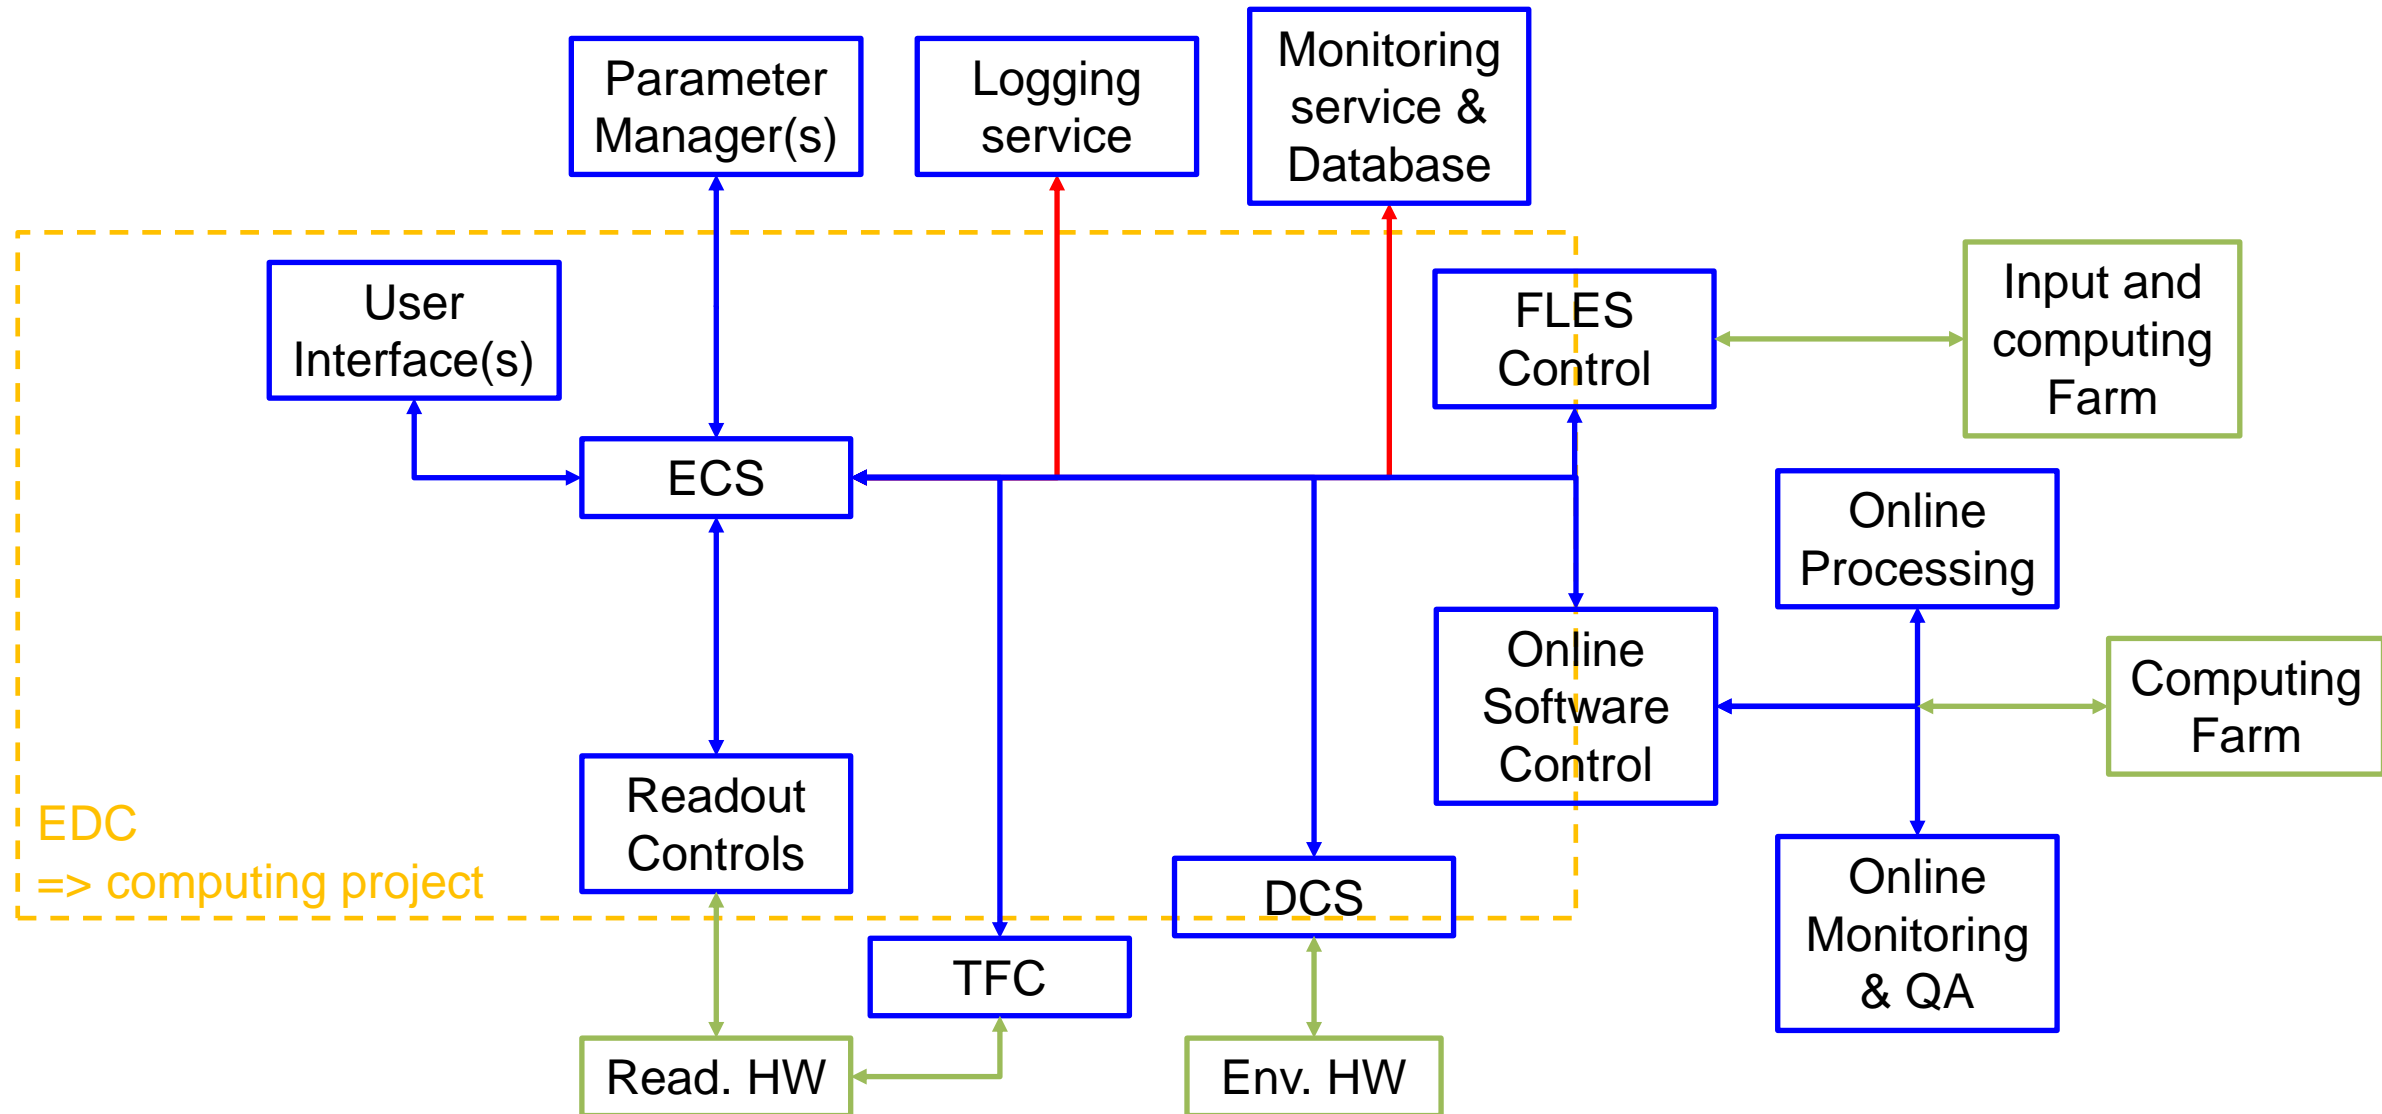 Parameter
Manager(s)
Logging
service
Monitoring
service &
Database
User
Interface(s)
FLES
Control
Input and
computing
Farm
ECS
Online
Processing
Online
Software
Control
Computing
Farm
Readout
Controls
EDC
=> computing project
DCS
Online
Monitoring
& QA
TFC
Read. HW
Env. HW